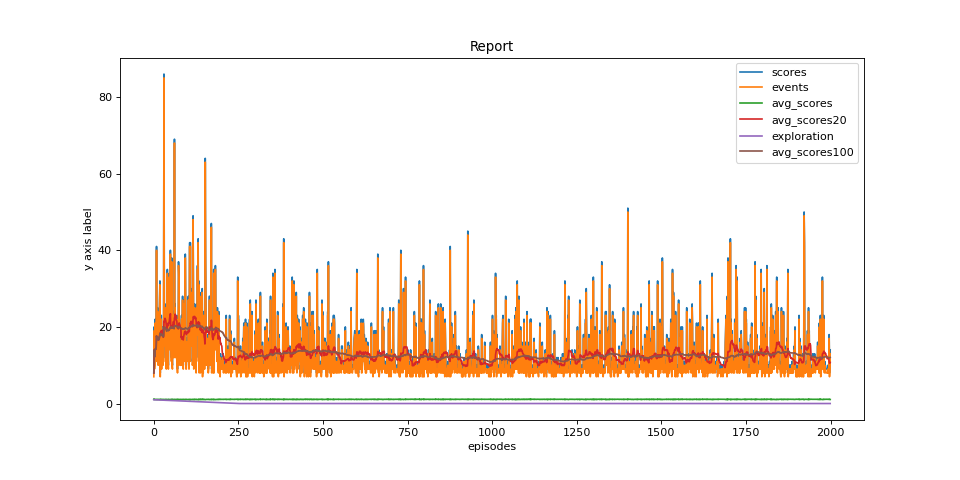 Report
scores
events
avg_scores
avg_scores20
exploration
avg_scores100
80
60
40
20
0
y axis label
0
250
500
750
1000
1250
1500
1750
2000
episodes